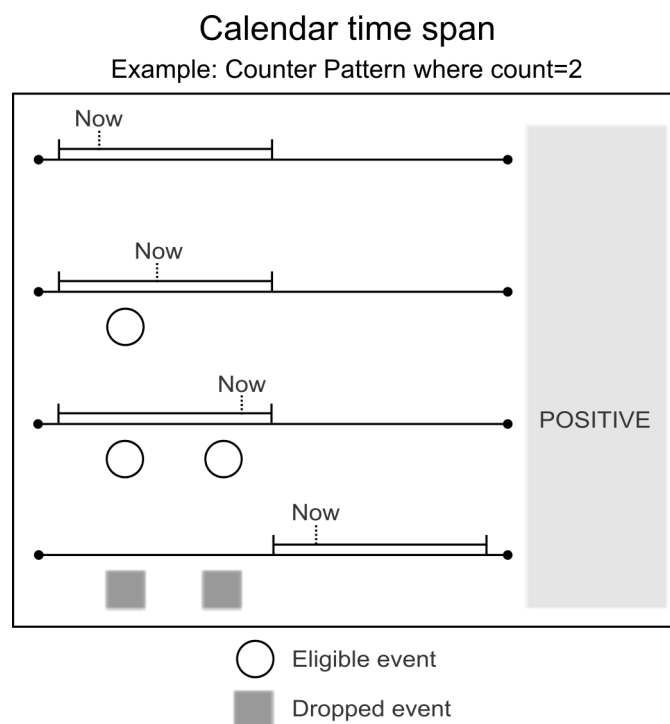 Calendar time span
Example: Counter Pattern where count=2
Now
Now
Now
POSITIVE
Now
Eligible event
Dropped event